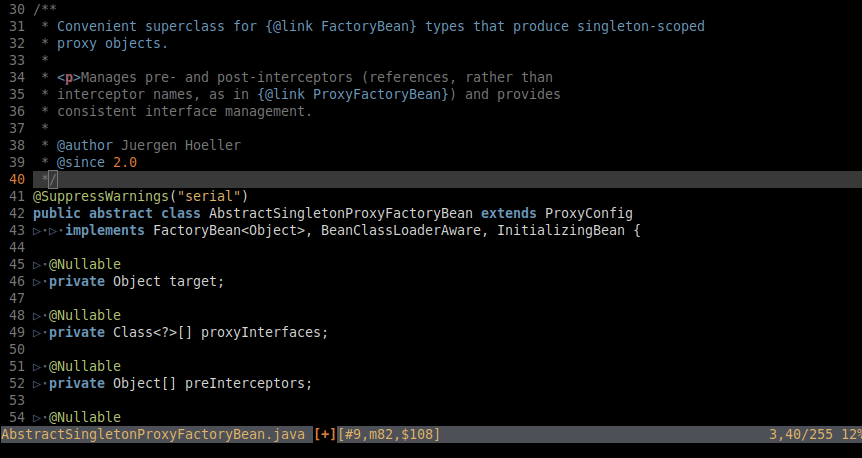 30 /**
31  * Convenient superclass for {@link FactoryBean} types that produce singleton-scoped
32  * proxy objects.
33  *
34  * <p>Manages pre- and post-interceptors (references, rather than
35  * interceptor names, as in {@link ProxyFactoryBean}) and provides
36  * consistent interface management.
37  *
38  * @author Juergen Hoeller
39  * @since 2.0
40  */
41 @SuppressWarnings("serial")
42 public abstract class AbstractSingletonProxyFactoryBean extends ProxyConfig
43 ▷·▷·implements FactoryBean<Object>, BeanClassLoaderAware, InitializingBean {
44
45 ▷·@Nullable
46 ▷·private Object target;
47
48 ▷·@Nullable
49 ▷·private Class<?>[] proxyInterfaces;
50
51 ▷·@Nullable
52 ▷·private Object[] preInterceptors;
53
54 ▷·@Nullable
AbstractSingletonProxyFactoryBean.java [+][#9,m82,$108] 3,40/255 12%